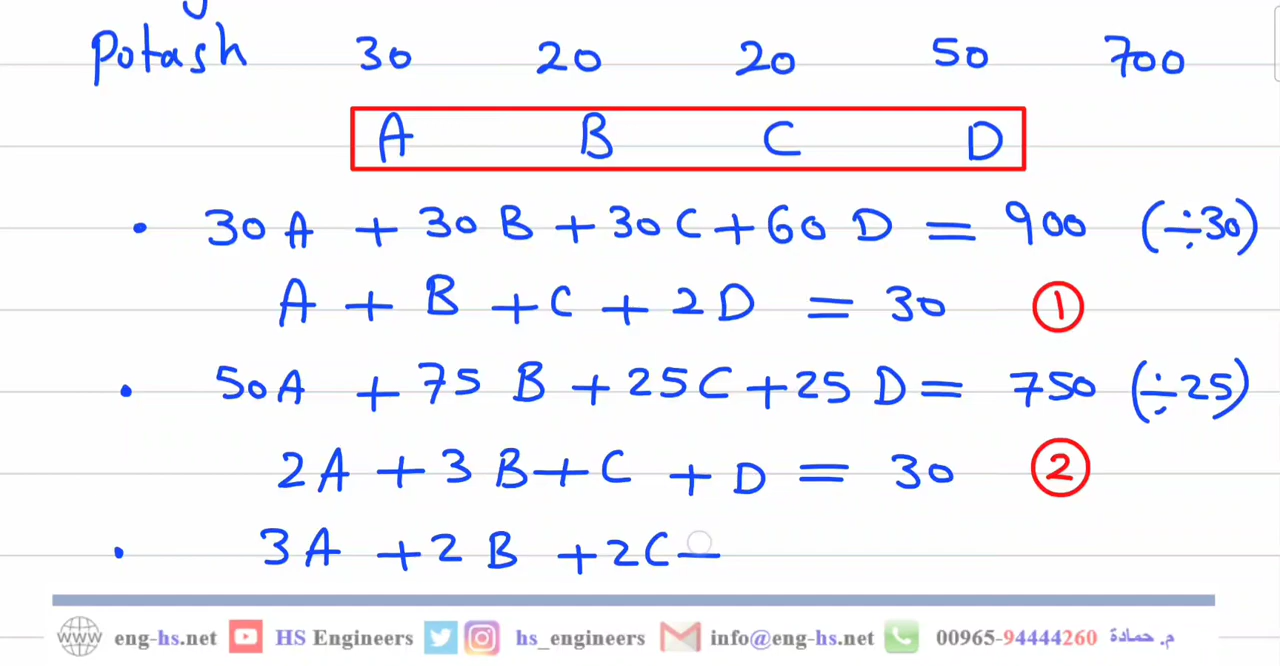 Potash 30 20 20 50 700
A B C D
• 30A + 30B + 30C + 60D = 900 (÷30)
A + B + C + 2D = 30 ①
• 50A + 75B + 25C + 25D = 750 (÷25)
2A + 3B + C + D = 30 ②
• 3A + 2B + 2C –
www eng-hs.net HS Engineers hs_engineers info@eng-hs.net 00965-94444260 م. حمادة